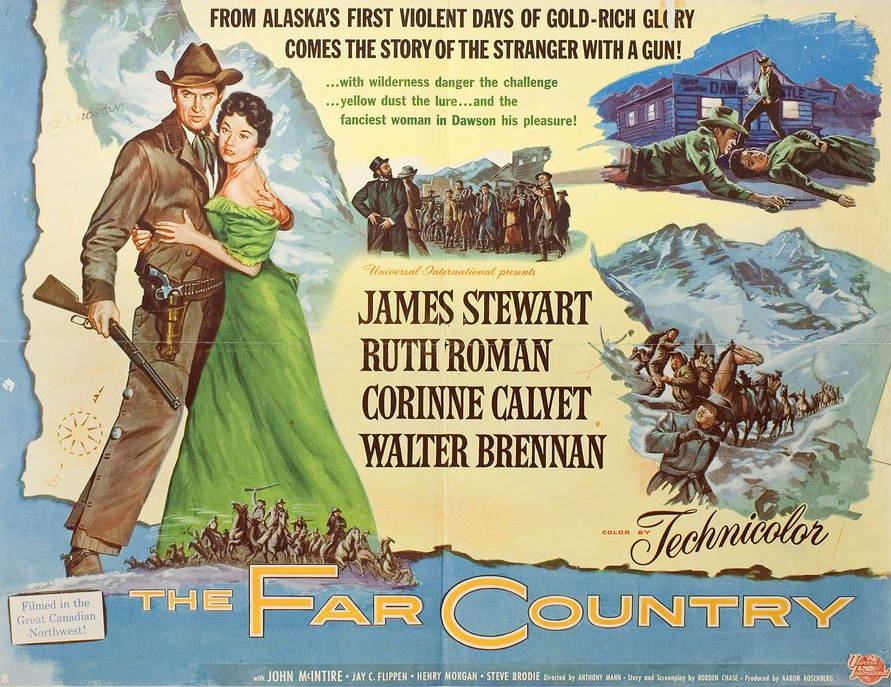 FROM ALASKA'S FIRST VIOLENT DAYS OF GOLD-RICH GLORY
COMES THE STORY OF THE STRANGER WITH A GUN!
...with wilderness danger the challenge
...yellow dust the lure...and the
fanciest woman in Dawson his pleasure!
Universal-International presents
JAMES STEWART
RUTH ROMAN
CORINNE CALVET
WALTER BRENNAN
COLOR BY Technicolor
THE FAR COUNTRY
Filmed in the
Great Canadian
Northwest!
with JOHN McINTIRE · JAY C. FLIPPEN · HENRY MORGAN · STEVE BRODIE Directed by ANTHONY MANN · Story and Screenplay by BORDEN CHASE · Produced by AARON ROSENBERG
Universal
International